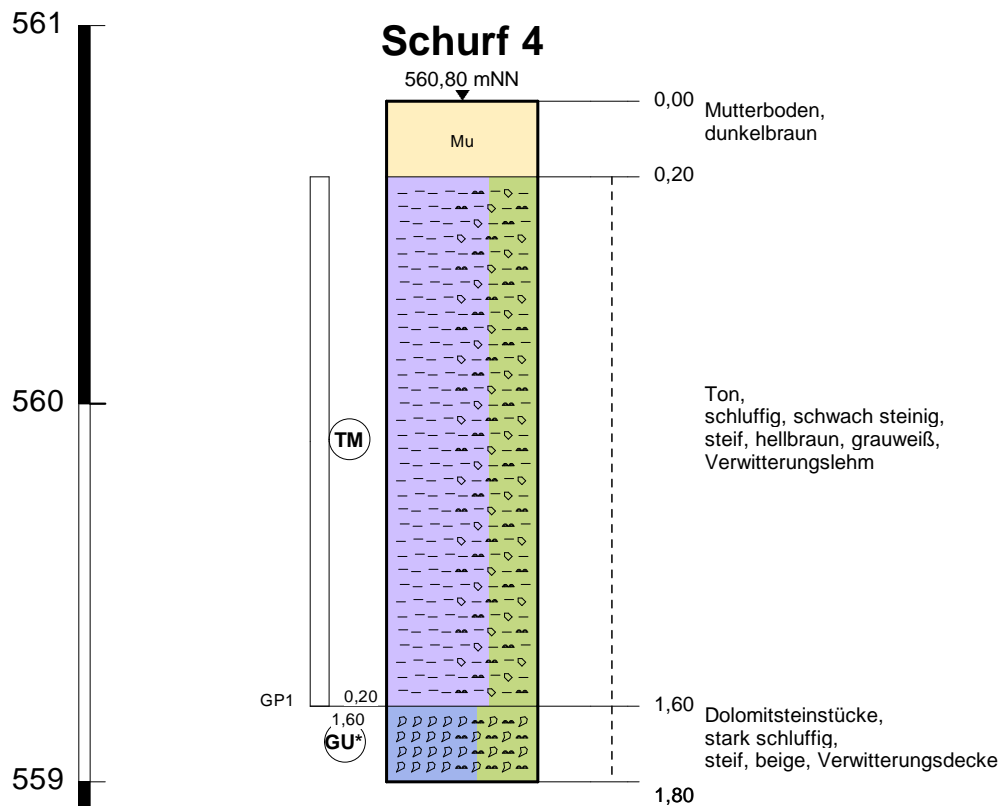 561
Schurf 4
560,80 mNN
0,00
Mutterboden,
dunkelbraun
Mu
0,20
560
TM
Ton,
schluffig, schwach steinig,
steif, hellbraun, grauweiß,
Verwitterungslehm
GP1
0,20
1,60
1,60
GU*
Dolomitsteinstücke,
stark schluffig,
steif, beige, Verwitterungsdecke
559
1,80